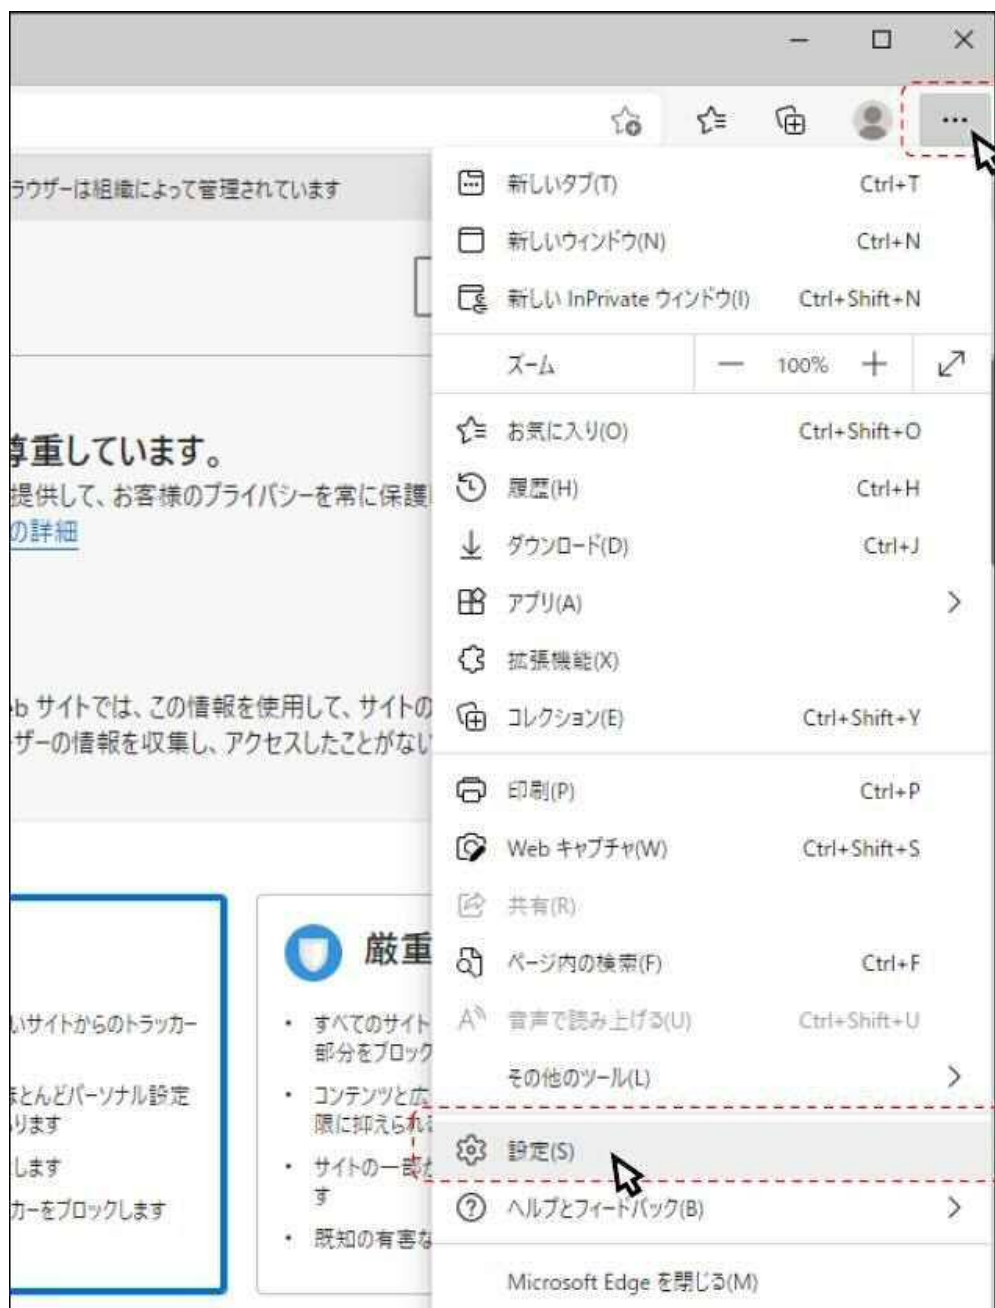 ラウザーは組織によって管理されています
新しいタブ(T) Ctrl+T
新しいウィンドウ(N) Ctrl+N
新しい InPrivate ウィンドウ(I) Ctrl+Shift+N
ズーム 100%
お気に入り(O) Ctrl+Shift+O
履歴(H) Ctrl+H
ダウンロード(D) Ctrl+J
アプリ(A)
拡張機能(X)
コレクション(E) Ctrl+Shift+Y
印刷(P) Ctrl+P
Web キャプチャ(W) Ctrl+Shift+S
共有(R)
ページ内の検索(F) Ctrl+F
音声で読み上げる(U) Ctrl+Shift+U
その他のツール(L)
設定(S)
ヘルプとフィードバック(B)
Microsoft Edge を閉じる(M)
尊重しています。
提供して、お客様のプライバシーを常に保護
の詳細
eb サイトでは、この情報を使用して、サイトの
ザーの情報を収集し、アクセスしたことがない
いサイトからのトラッカー
ほとんどパーソナル設定
ります
します
カーをブロックします
厳重
• すべてのサイト
部分をブロック
• コンテンツと広
限に抑えられ
• サイトの一部が
す
• 既知の有害な